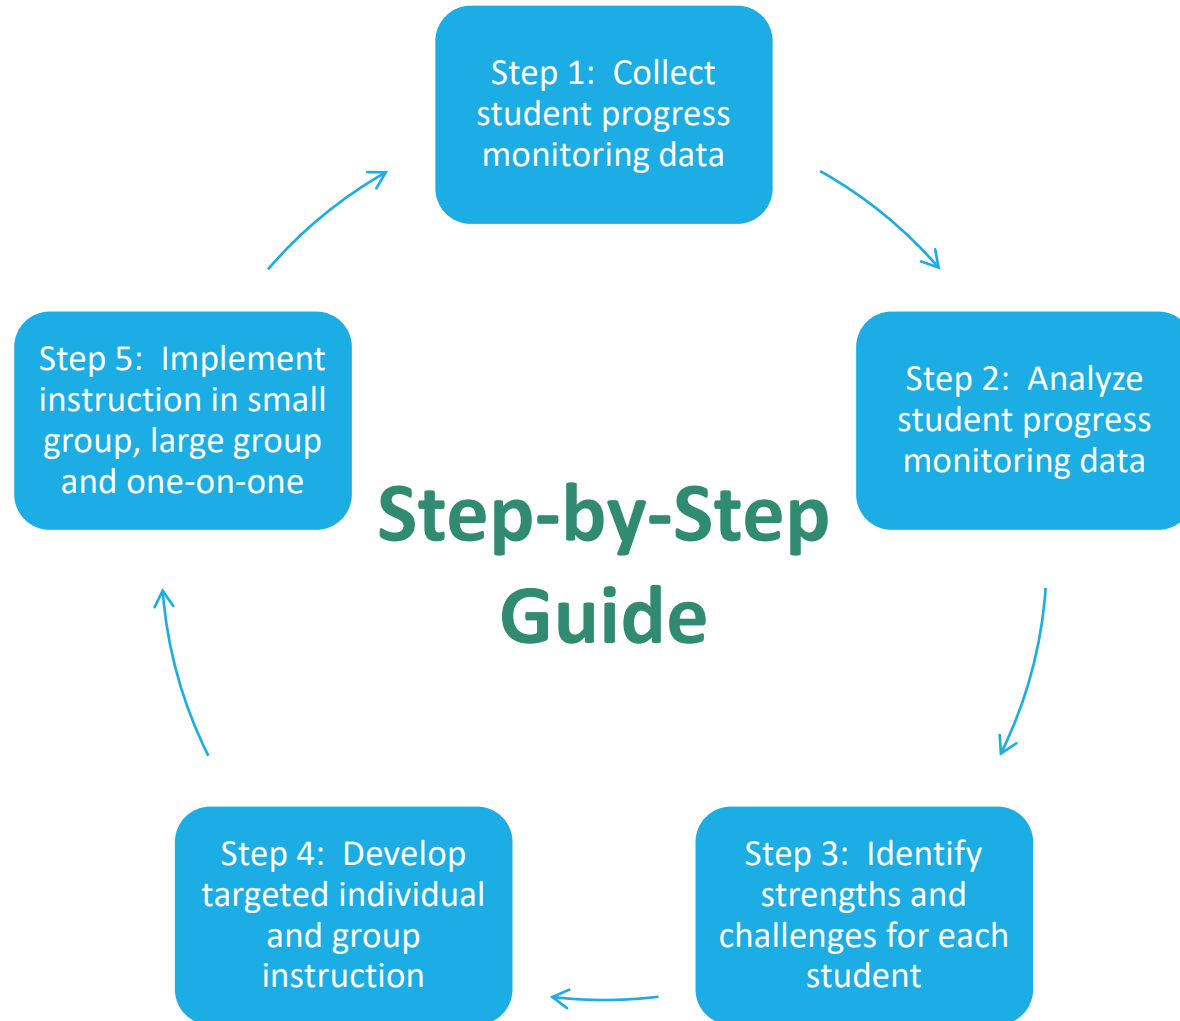 Step 1:  Collect
student progress
monitoring data
Step 2:  Analyze
student progress
monitoring data
Step 3:  Identify
strengths and
challenges for each
student
Step 4:  Develop
targeted individual
and group
instruction
Step 5:  Implement
instruction in small
group, large group
and one-on-one
Step-by-Step
Guide